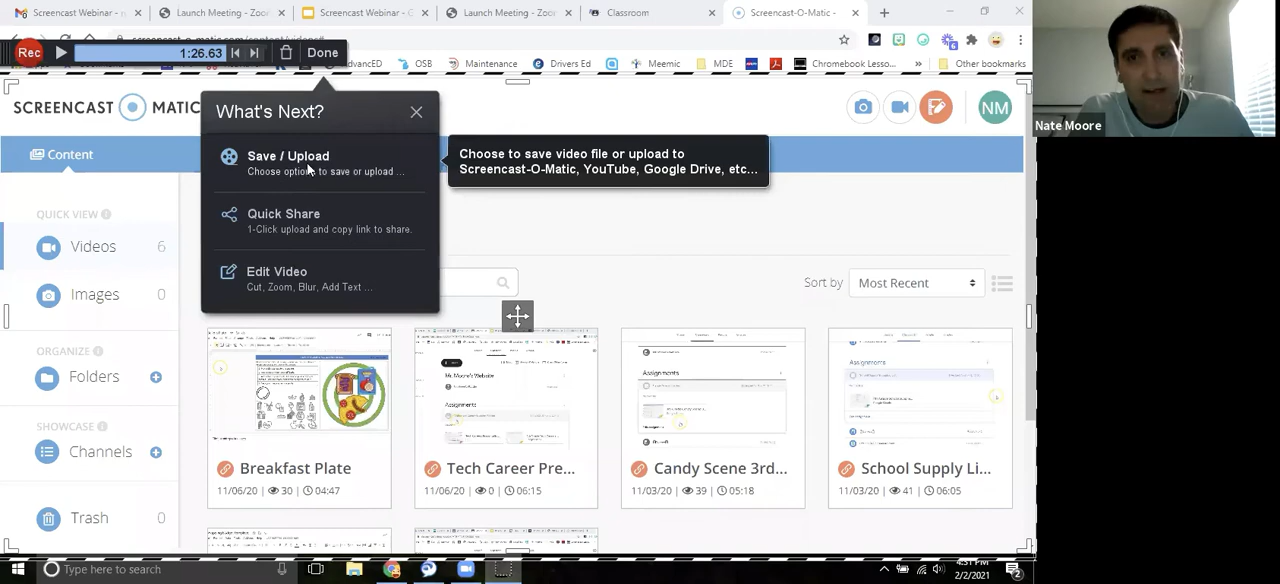 Screencast Webinar - n
Launch Meeting - Zoo
Screencast Webinar - G
Launch Meeting - Zoo
Classroom
Screencast-O-Matic -
Rec
1:26.63
Done
AdvancED
OSB
Maintenance
Drivers Ed
Meemic
MDE
Chromebook Lesso...
»
Other bookmarks
SCREENCAST O MATIC
NM
Nate Moore
What's Next?
Content
Save / Upload
Choose option to save or upload ...
Choose to save video file or upload to
Screencast-O-Matic, YouTube, Google Drive, etc...
QUICK VIEW
Quick Share
1-Click upload and copy link to share.
Videos 6
Edit Video
Cut, Zoom, Blur, Add Text ...
Sort by Most Recent
Images 0
ORGANIZE
Folders
SHOWCASE
Channels
Trash 0
Assignments
Assignments
Assignments
Breakfast Plate
11/06/20 30 04:47
Tech Career Pre...
11/06/20 0 06:15
Candy Scene 3rd...
11/03/20 39 05:18
School Supply Li...
11/03/20 41 06:05
Type here to search
4:51 PM
2/2/2021
2